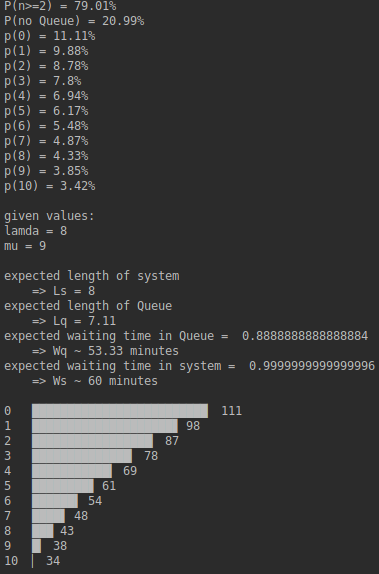 P(n>=2) = 79.01%
P(no Queue) = 20.99%
p(0) = 11.11%
p(1) = 9.88%
p(2) = 8.78%
p(3) = 7.8%
p(4) = 6.94%
p(5) = 6.17%
p(6) = 5.48%
p(7) = 4.87%
p(8) = 4.33%
p(9) = 3.85%
p(10) = 3.42%
given values:
lamda = 8
mu = 9
expected length of system
=> Ls = 8
expected length of Queue
=> Lq = 7.11
expected waiting time in Queue =  0.8888888888888884
=> Wq ~ 53.33 minutes
expected waiting time in system =  0.9999999999999996
=> Ws ~ 60 minutes
0 111
1 98
2 87
3 78
4 69
5 61
6 54
7 48
8 43
9 38
10 34